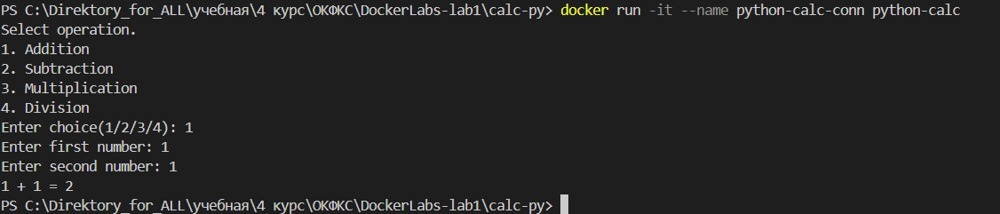 PS C:\Direktory_for_ALL\учебная\4 курс\ОКФКС\DockerLabs-lab1\calc-py> docker run -it --name python-calc-conn python-calc
Select operation.
1. Addition
2. Subtraction
3. Multiplication
4. Division
Enter choice(1/2/3/4): 1
Enter first number: 1
Enter second number: 1
1 + 1 = 2
PS C:\Direktory_for_ALL\учебная\4 курс\ОКФКС\DockerLabs-lab1\calc-py>